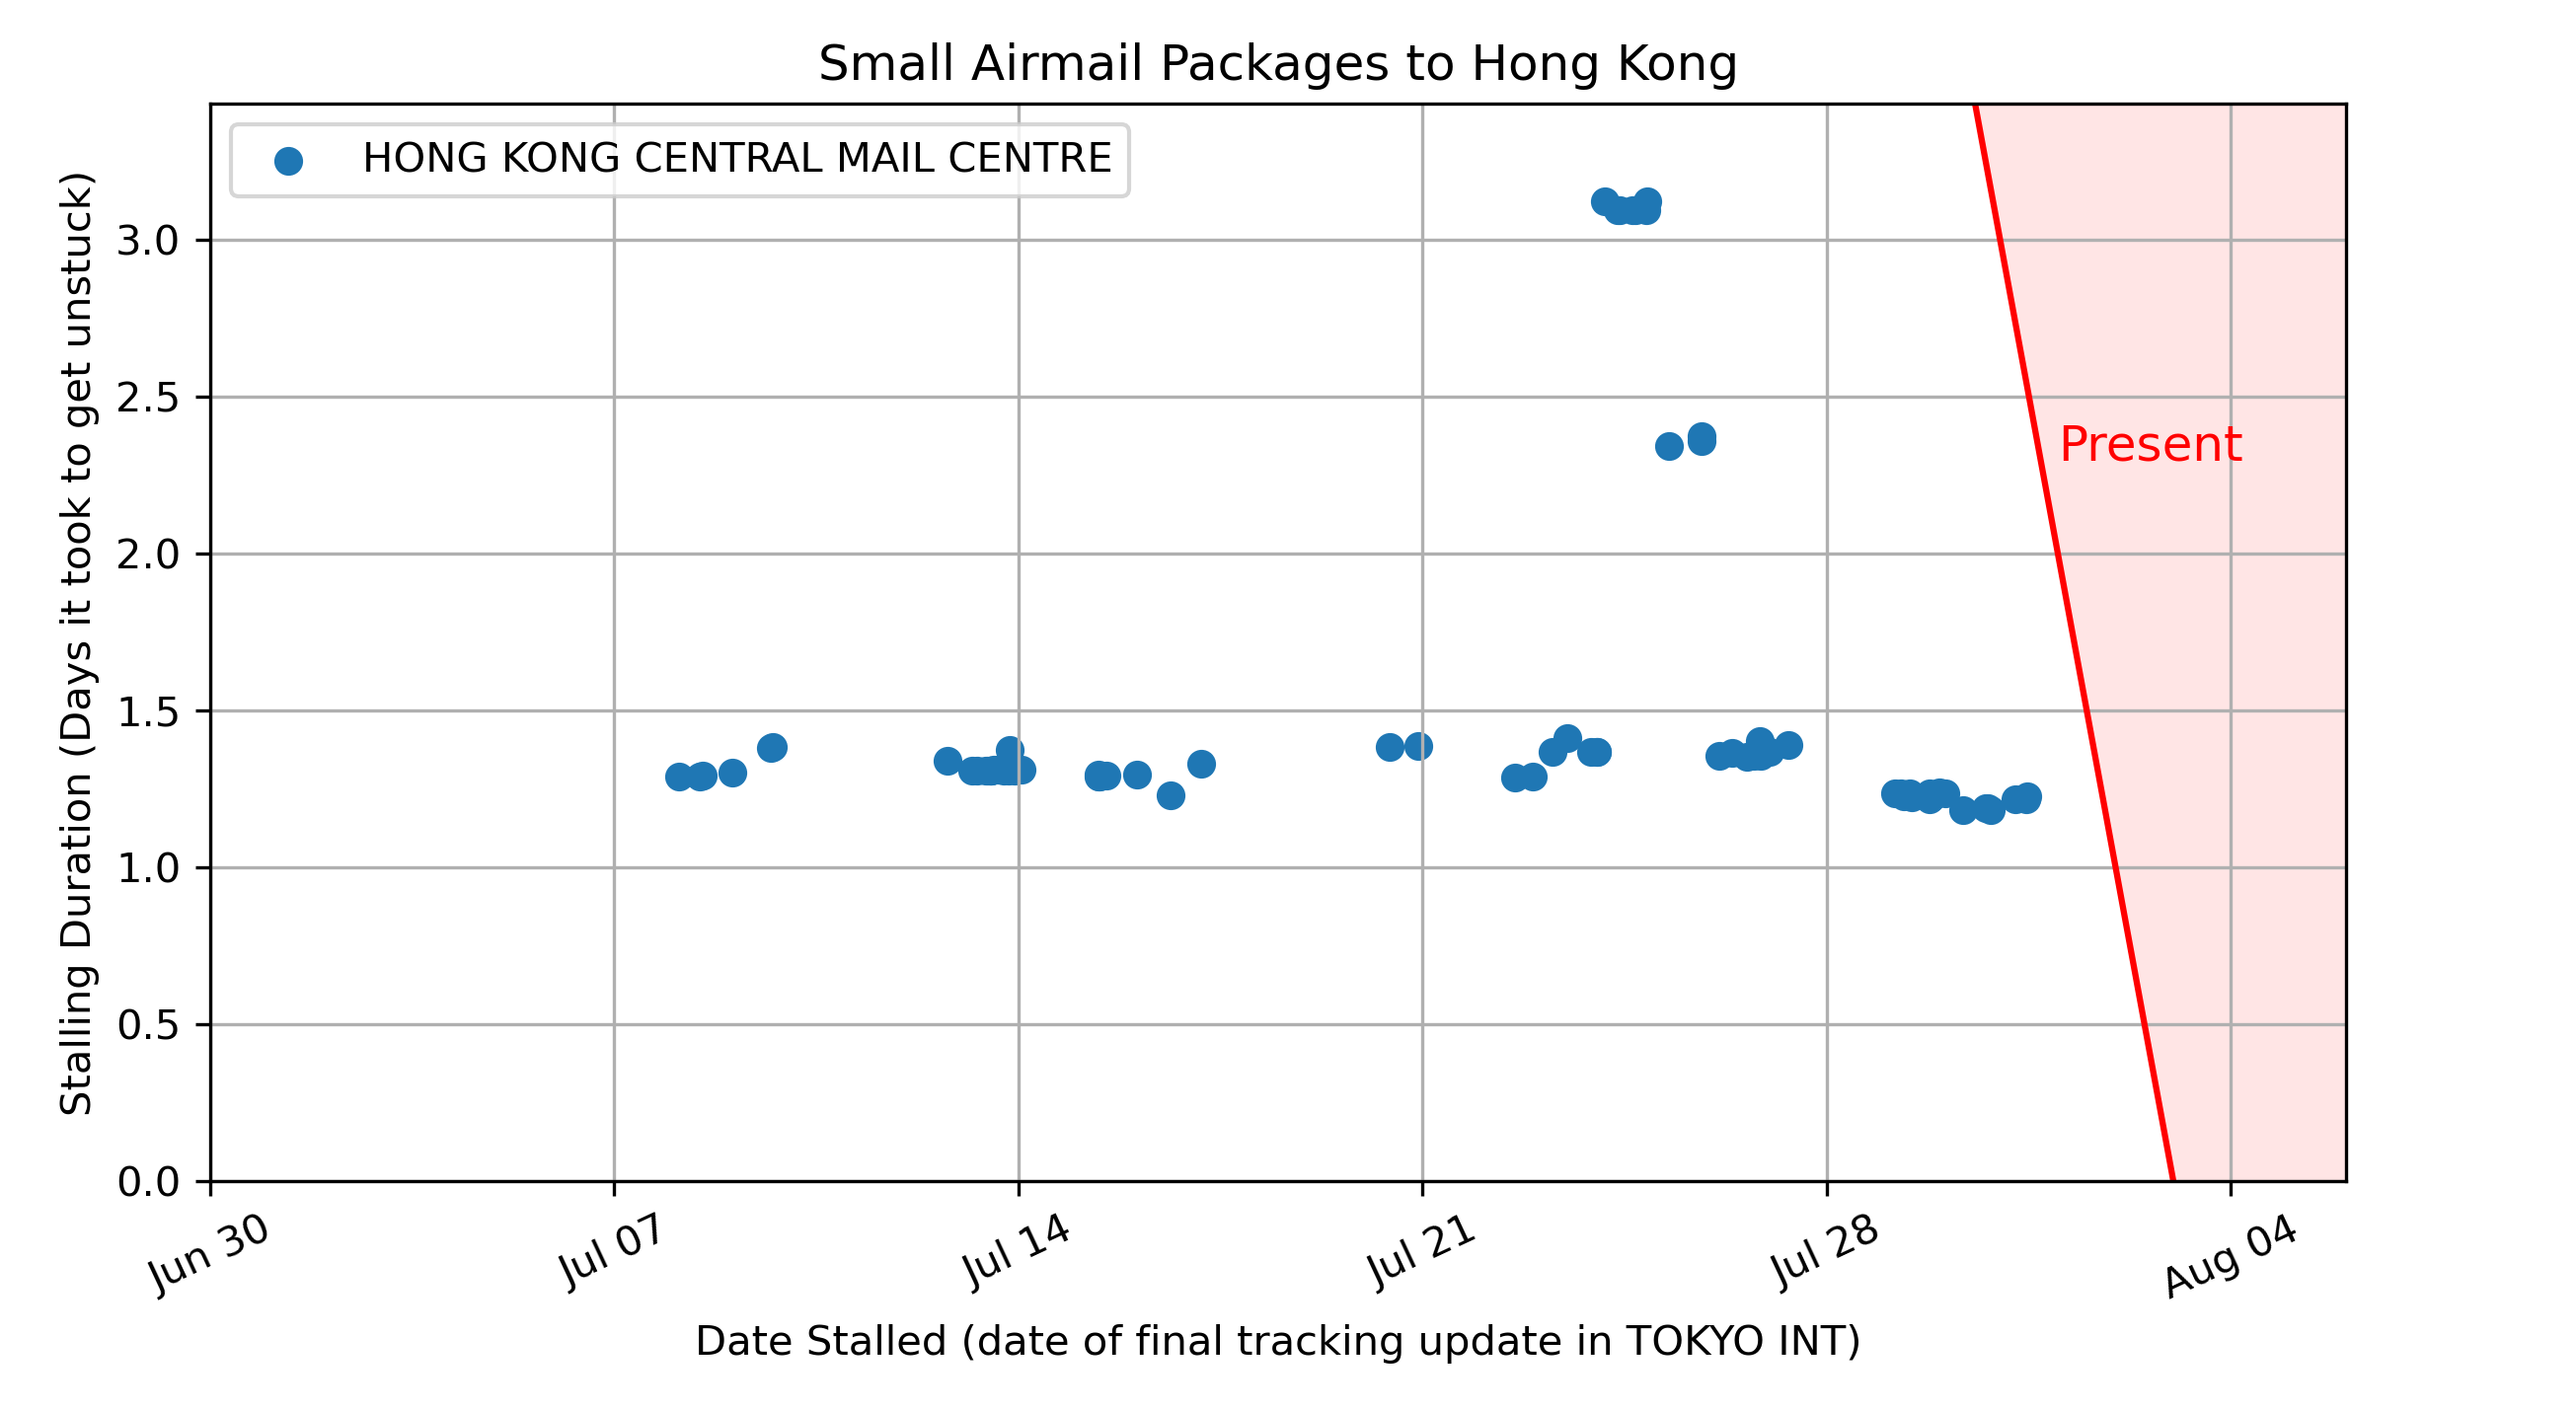 Small Airmail Packages to Hong Kong
HONG KONG CENTRAL MAIL CENTRE
Stalling Duration (Days it took to get unstuck)
3.0
2.5
2.0
1.5
1.0
0.5
0.0
Present
Jun 30
Jul 07
Jul 14
Jul 21
Jul 28
Aug 04
Date Stalled (date of final tracking update in TOKYO INT)